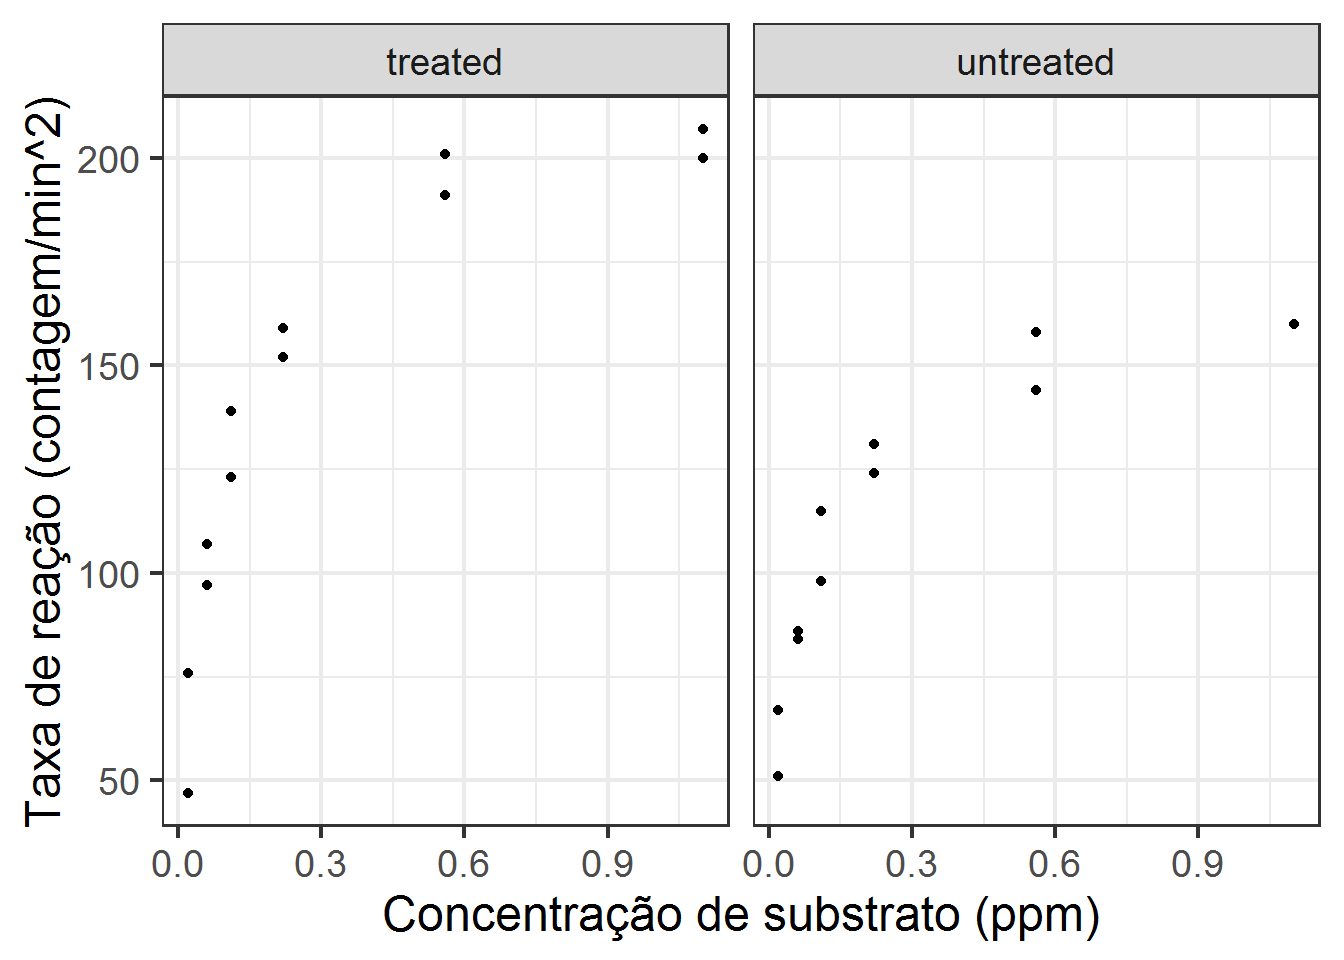 treated
untreated
Taxa de reação (contagem/min^2)
200
150
100
50
0.0 0.3 0.6 0.9
0.0 0.3 0.6 0.9
Concentração de substrato (ppm)